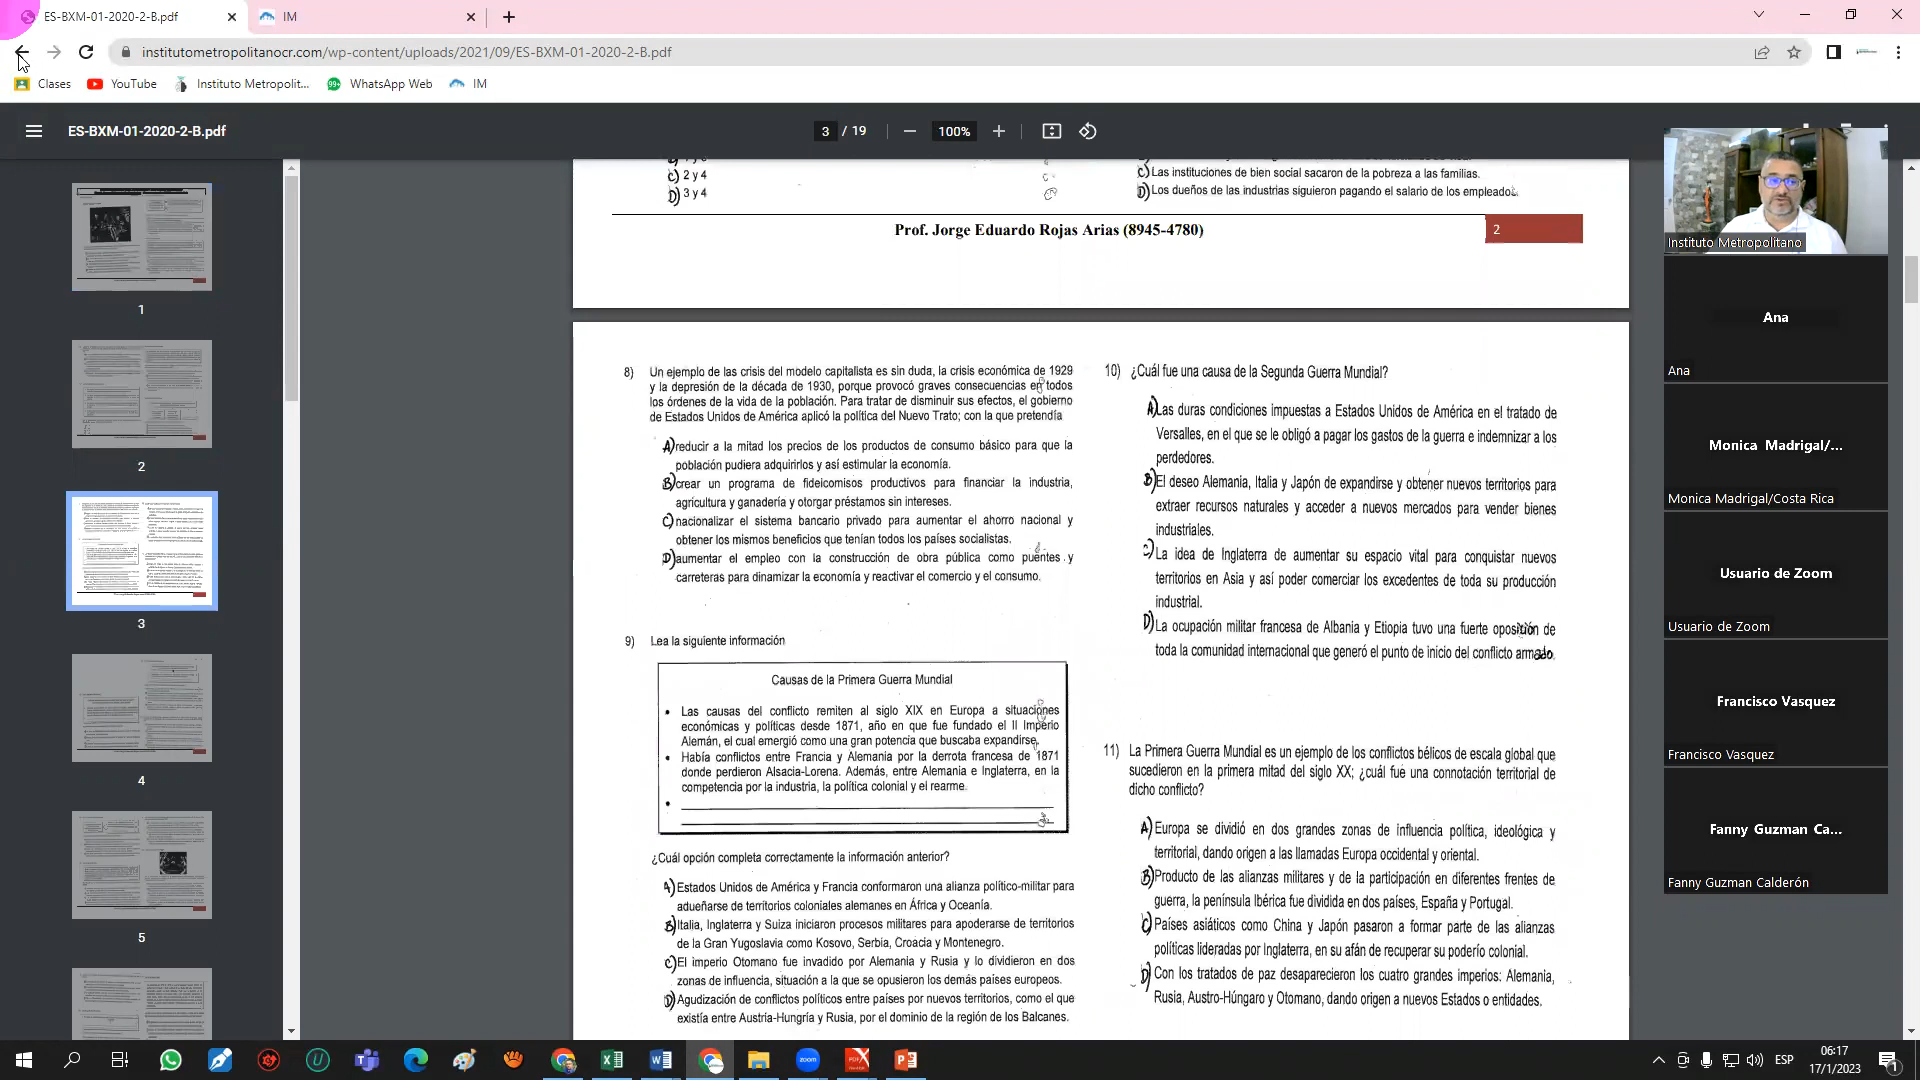 ES-BXM-01-2020-2-B.pdf
IM
institutometropolitanocr.com/wp-content/uploads/2021/09/ES-BXM-01-2020-2-B.pdf
Clases
YouTube
Instituto Metropolit...
WhatsApp Web
IM
ES-BXM-01-2020-2-B.pdf
3 / 19
100%
1
2
3
4
5
C) 2 y 4
D) 3 y 4
C) Las instituciones de bien social sacaron de la pobreza a las familias.
D) Los dueños de las industrias siguieron pagando el salario de los empleados.
Prof. Jorge Eduardo Rojas Arias (8945-4780)
2
8) Un ejemplo de las crisis del modelo capitalista es sin duda, la crisis económica de 1929
y la depresión de la década de 1930, porque provocó graves consecuencias en todos
los órdenes de la vida de la población. Para tratar de disminuir sus efectos, el gobierno
de Estados Unidos de América aplicó la política del Nuevo Trato; con la que pretendía
A) reducir a la mitad los precios de los productos de consumo básico para que la
población pudiera adquirirlos y así estimular la economía.
B) crear un programa de fideicomisos productivos para financiar la industria,
agricultura y ganadería y otorgar préstamos sin intereses.
C) nacionalizar el sistema bancario privado para aumentar el ahorro nacional y
obtener los mismos beneficios que tenían todos los países socialistas.
D) aumentar el empleo con la construcción de obra pública como puentes y
carreteras para dinamizar la economía y reactivar el comercio y el consumo.
9) Lea la siguiente información
Causas de la Primera Guerra Mundial
• Las causas del conflicto remiten al siglo XIX en Europa a situaciones
económicas y políticas desde 1871, año en que fue fundado el II Imperio
Alemán, el cual emergió como una gran potencia que buscaba expandirse.
• Había conflictos entre Francia y Alemania por la derrota francesa de 1871
donde perdieron Alsacia-Lorena. Además, entre Alemania e Inglaterra, en la
competencia por la industria, la política colonial y el rearme.
•
¿Cuál opción completa correctamente la información anterior?
A) Estados Unidos de América y Francia conformaron una alianza político-militar para
adueñarse de territorios coloniales alemanes en África y Oceanía.
B) Italia, Inglaterra y Suiza iniciaron procesos militares para apoderarse de territorios
de la Gran Yugoslavia como Kosovo, Serbia, Croacia y Montenegro.
C) El imperio Otomano fue invadido por Alemania y Rusia y lo dividieron en dos
zonas de influencia, situación a la que se opusieron los demás países europeos.
D) Agudización de conflictos políticos entre países por nuevos territorios, como el que
existía entre Austria-Hungría y Rusia, por el dominio de la región de los Balcanes.
10) ¿Cuál fue una causa de la Segunda Guerra Mundial?
A) Las duras condiciones impuestas a Estados Unidos de América en el tratado de
Versalles, en el que se le obligó a pagar los gastos de la guerra e indemnizar a los
perdedores.
B) El deseo Alemania, Italia y Japón de expandirse y obtener nuevos territorios para
extraer recursos naturales y acceder a nuevos mercados para vender bienes
industriales.
C) La idea de Inglaterra de aumentar su espacio vital para conquistar nuevos
territorios en Asia y así poder comerciar los excedentes de toda su producción
industrial.
D) La ocupación militar francesa de Albania y Etiopia tuvo una fuerte oposición de
toda la comunidad internacional que generó el punto de inicio del conflicto armado.
11) La Primera Guerra Mundial es un ejemplo de los conflictos bélicos de escala global que
sucedieron en la primera mitad del siglo XX; ¿cuál fue una connotación territorial de
dicho conflicto?
A) Europa se dividió en dos grandes zonas de influencia política, ideológica y
territorial, dando origen a las llamadas Europa occidental y oriental.
B) Producto de las alianzas militares y de la participación en diferentes frentes de
guerra, la península Ibérica fue dividida en dos países, España y Portugal.
C) Países asiáticos como China y Japón pasaron a formar parte de las alianzas
políticas lideradas por Inglaterra, en su afán de recuperar su poderío colonial.
D) Con los tratados de paz desaparecieron los cuatro grandes imperios: Alemania,
Rusia, Austro-Húngaro y Otomano, dando origen a nuevos Estados o entidades.
Instituto Metropolitano
Ana
Ana
Monica Madrigal/...
Monica Madrigal/Costa Rica
Usuario de Zoom
Usuario de Zoom
Francisco Vasquez
Francisco Vasquez
Fanny Guzman Ca...
Fanny Guzman Calderón
ESP
06:17
17/1/2023